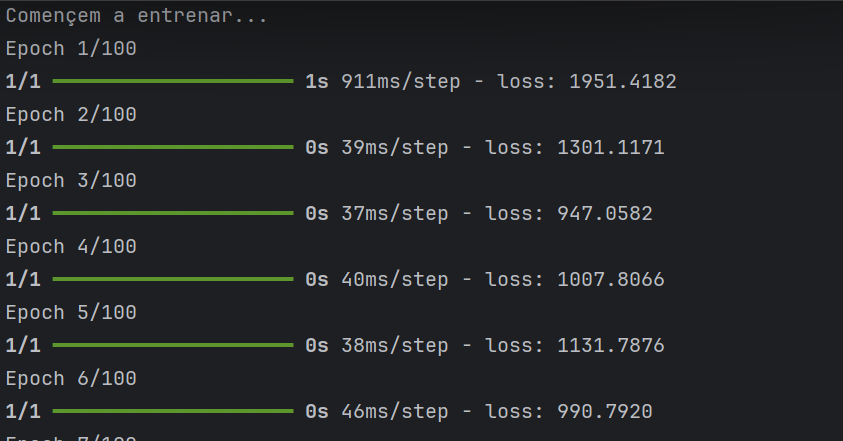 Començem a entrenar...
Epoch 1/100
1/1 ━━━━━━━━━━━━━━━━━━━━ 1s 911ms/step - loss: 1951.4182
Epoch 2/100
1/1 ━━━━━━━━━━━━━━━━━━━━ 0s 39ms/step - loss: 1301.1171
Epoch 3/100
1/1 ━━━━━━━━━━━━━━━━━━━━ 0s 37ms/step - loss: 947.0582
Epoch 4/100
1/1 ━━━━━━━━━━━━━━━━━━━━ 0s 40ms/step - loss: 1007.8066
Epoch 5/100
1/1 ━━━━━━━━━━━━━━━━━━━━ 0s 38ms/step - loss: 1131.7876
Epoch 6/100
1/1 ━━━━━━━━━━━━━━━━━━━━ 0s 46ms/step - loss: 990.7920
Epoch 7/100